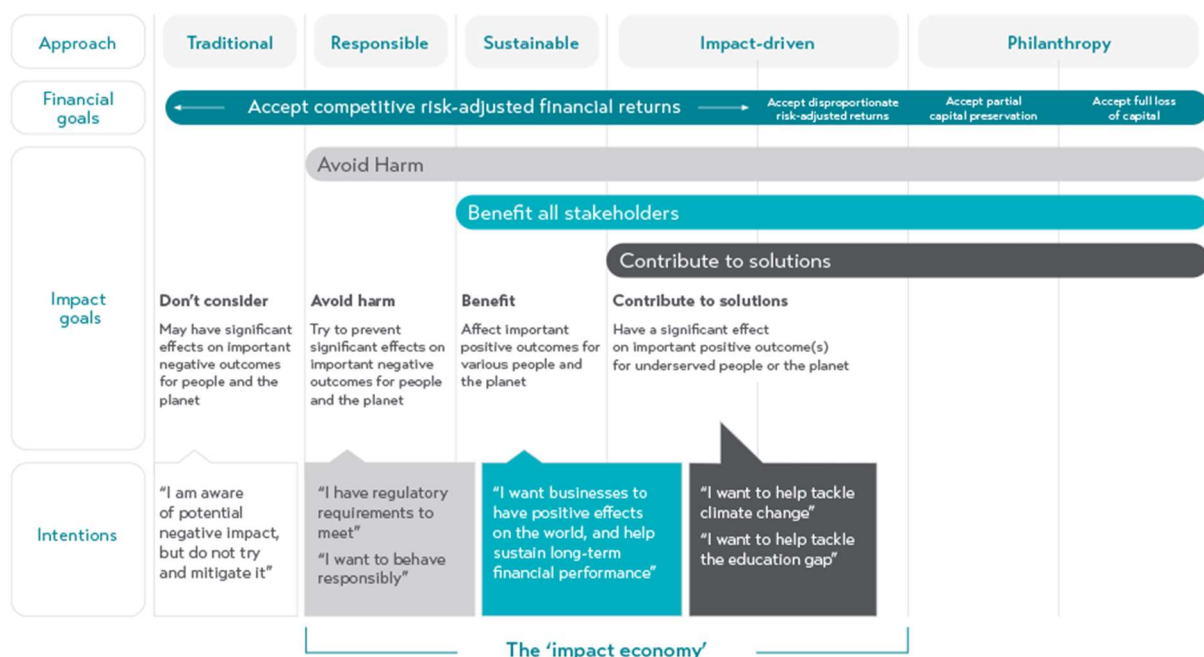 Approach
Traditional
Responsible
Sustainable
Impact-driven
Philanthropy
Financial
goals
Accept competitive risk-adjusted financial returns
Accept disproportionate
risk-adjusted returns
Accept partial
capital preservation
Accept full loss
of capital
Impact
goals
Avoid Harm
Benefit all stakeholders
Contribute to solutions
Don't consider
May have significant
effects on important
negative outcomes
for people and the
planet
Avoid harm
Try to prevent
significant effects on
important negative
outcomes for people
and the planet
Benefit
Affect important
positive outcomes for
various people and
the planet
Contribute to solutions
Have a significant effect
on important positive outcome(s)
for underserved people or the planet
Intentions
"I am aware
of potential
negative impact,
but do not try
and mitigate it"
"I have regulatory
requirements to
meet"
"I want to behave
responsibly"
"I want businesses to
have positive effects
on the world, and help
sustain long-term
financial performance"
"I want to help tackle
climate change"
"I want to help tackle
the education gap"
The 'impact economy'